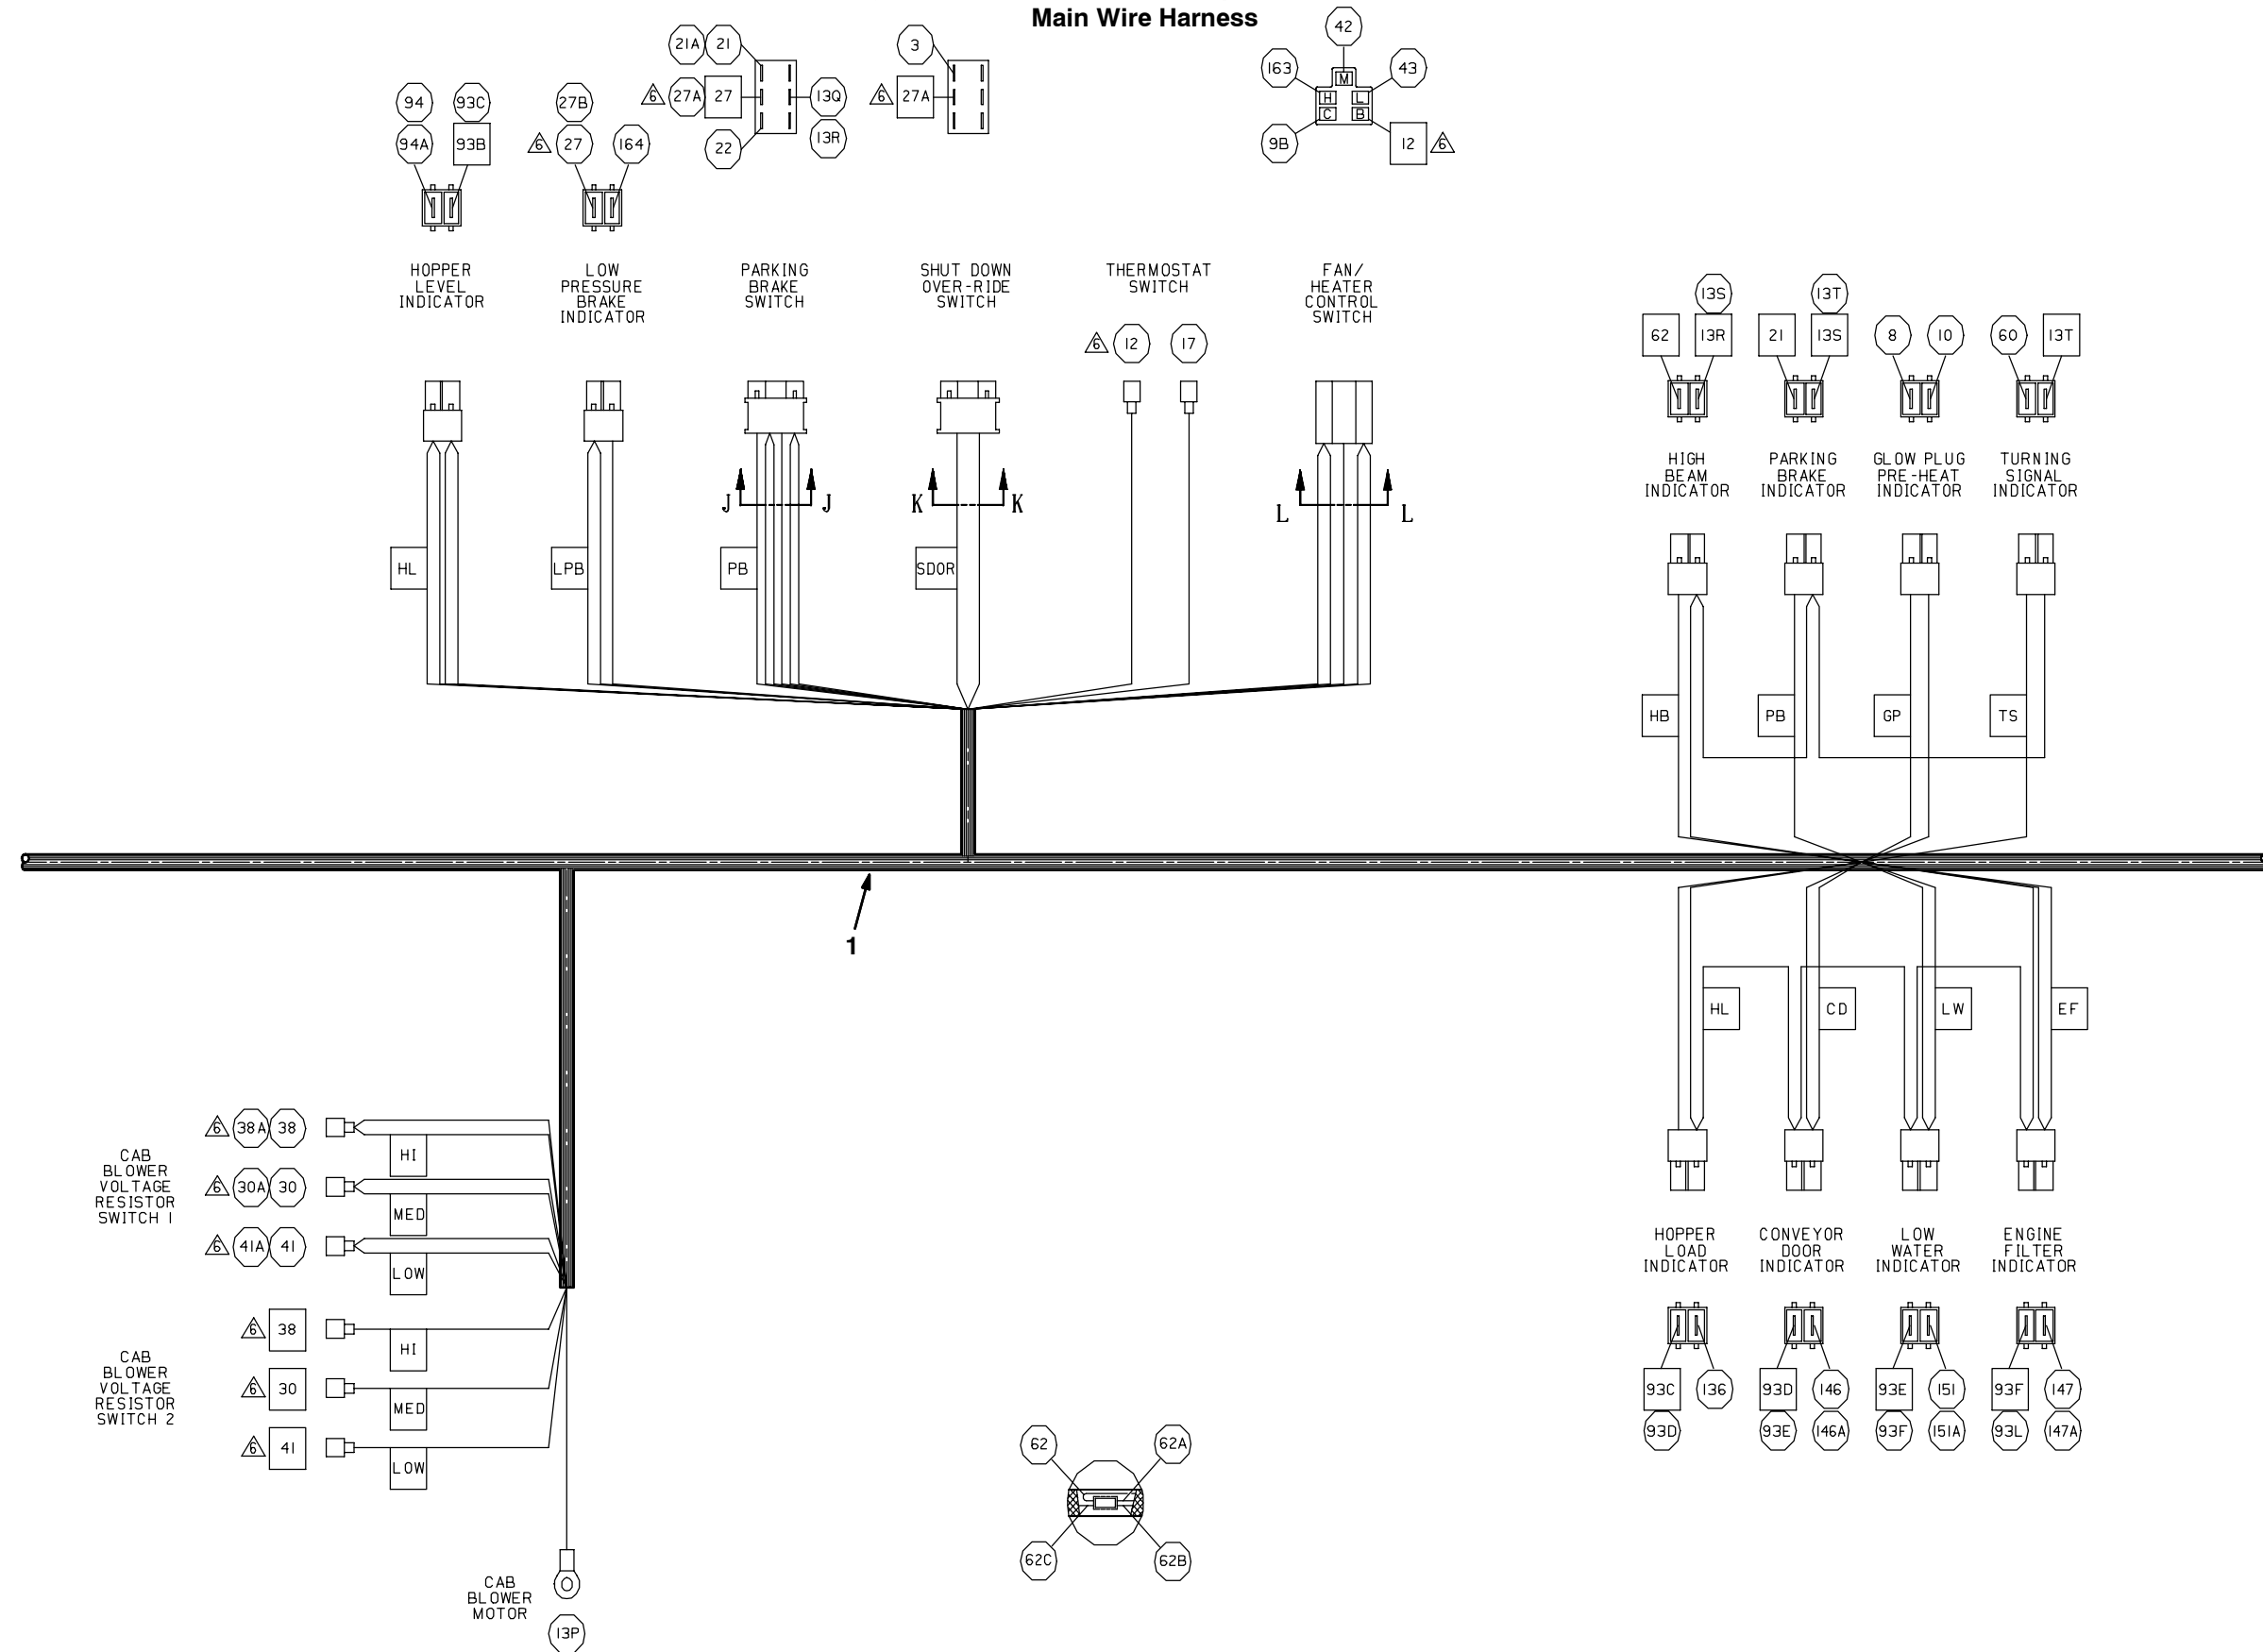 Main Wire Harness
94
93C
94A
93B
27B
6
27
164
21A
21
6
27A
27
13Q
22
13R
3
6
27A
42
163
43
M
H
L
C
B
9B
12
6
HOPPER
LEVEL
INDICATOR
LOW
PRESSURE
BRAKE
INDICATOR
PARKING
BRAKE
SWITCH
SHUT DOWN
OVER-RIDE
SWITCH
THERMOSTAT
SWITCH
FAN/
HEATER
CONTROL
SWITCH
6
12
17
13S
13T
62
13R
21
13S
8
10
60
13T
HIGH
BEAM
INDICATOR
PARKING
BRAKE
INDICATOR
GLOW PLUG
PRE-HEAT
INDICATOR
TURNING
SIGNAL
INDICATOR
J
J
K
K
L
L
HL
LPB
PB
SDOR
HB
PB
GP
TS
1
HL
CD
LW
EF
CAB
BLOWER
VOLTAGE
RESISTOR
SWITCH 1
6
38A
38
HI
6
30A
30
MED
6
41A
41
LOW
CAB
BLOWER
VOLTAGE
RESISTOR
SWITCH 2
6
38
HI
6
30
MED
6
41
LOW
HOPPER
LOAD
INDICATOR
CONVEYOR
DOOR
INDICATOR
LOW
WATER
INDICATOR
ENGINE
FILTER
INDICATOR
93C
136
93D
146
93E
151
93F
147
93D
93E
146A
93F
151A
93L
147A
62
62A
62C
62B
CAB
BLOWER
MOTOR
13P